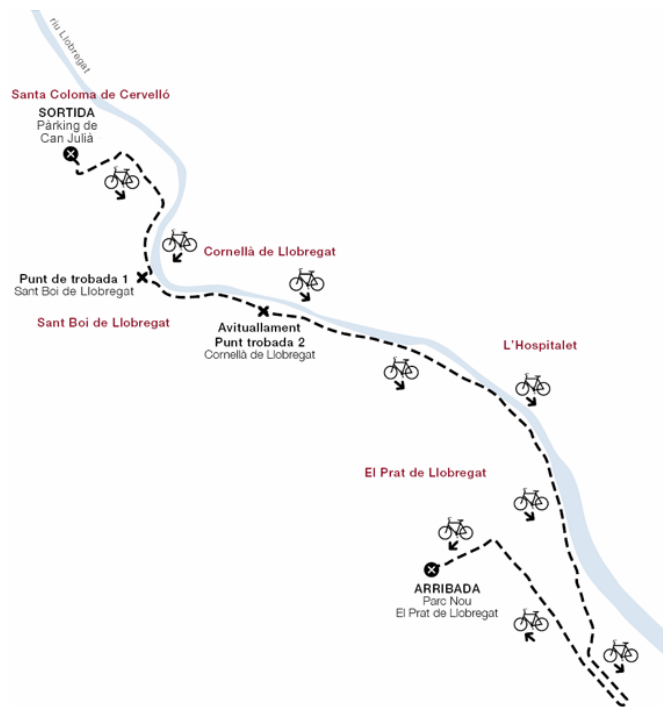 riu Llobregat
Santa Coloma de Cervelló
SORTIDA
Pàrking de
Can Julià
Cornellà de Llobregat
Punt de trobada 1
Sant Boi de Llobregat
Sant Boi de Llobregat
Avituallament
Punt trobada 2
Cornellà de Llobregat
L'Hospitalet
El Prat de Llobregat
ARRIBADA
Parc Nou
El Prat de Llobregat